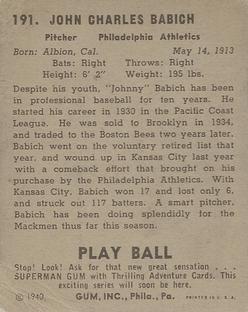 191. JOHN CHARLES BABICH
Pitcher Philadelphia Athletics
Born: Albion, Cal. May 14, 1913
Bats: Right Throws: Right
Height: 6' 2" Weight: 195 lbs.
Despite his youth, "Johnny" Babich has been
in professional baseball for ten years. He
started his career in 1930 in the Pacific Coast
League. He was sold to Brooklyn in 1934,
and traded to the Boston Bees two years later.
Babich went on the voluntary retired list that
year, and wound up in Kansas City last year
with a comeback effort that brought on his
purchase by the Philadelphia Athletics. With
Kansas City, Babich won 17 and lost only 6,
and struck out 117 batters. A smart pitcher,
Babich has been doing splendidly for the
Mackmen thus far this season.
PLAY BALL
Stop! Look! Ask for that new great sensation . . .
SUPERMAN GUM with Thrilling Adventure Cards. This
exciting series will soon be here.
© 1940 GUM, INC., Phila., Pa. PRINTED IN U. S. A.